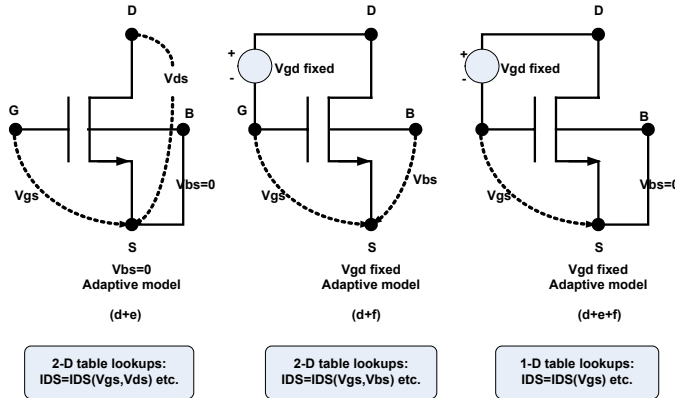 D
Vds
G
B
Vgs
Vbs=0
S
Vbs=0
Adaptive model
(d+e)
2-D table lookups:
IDS=IDS(Vgs,Vds) etc.
D
+
-
Vgd fixed
G
B
Vgs
Vbs
S
Vgd fixed
Adaptive model
(d+f)
2-D table lookups:
IDS=IDS(Vgs,Vbs) etc.
D
+
-
Vgd fixed
B
Vgs
Vbs=0
S
Vgd fixed
Adaptive model
(d+e+f)
1-D table lookups:
IDS=IDS(Vgs) etc.